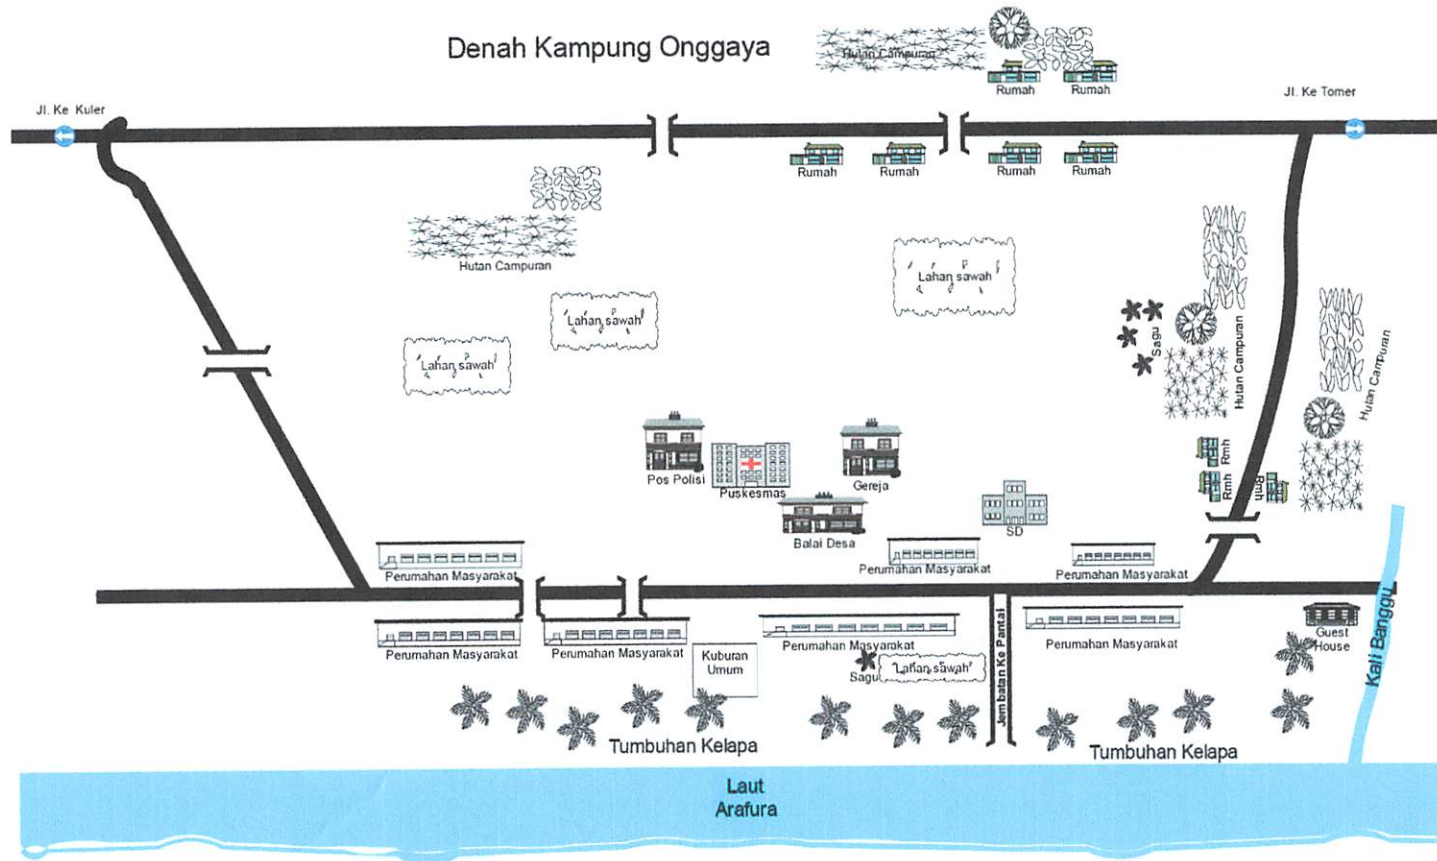 Denah Kampung Onggaya
Hutan Campuran
Rumah
Rumah
Jl. Ke Kuler
Jl. Ke Tomer
Rumah
Rumah
Rumah
Rumah
Hutan Campuran
Lahan sawah
Lahan sawah
Lahan sawah
Sagu
Hutan Campuran
Hutan Campuran
Pos Polisi
Puskesmas
Gereja
Balai Desa
SD
Rmh
Rmh
Rmh
Perumahan Masyarakat
Perumahan Masyarakat
Perumahan Masyarakat
Perumahan Masyarakat
Perumahan Masyarakat
Perumahan Masyarakat
Perumahan Masyarakat
Guest
House
Kuburan
Umum
Sagu
Lahan sawah
Jembatan Ke Pantai
Kali Banggu
Tumbuhan Kelapa
Tumbuhan Kelapa
Laut
Arafura